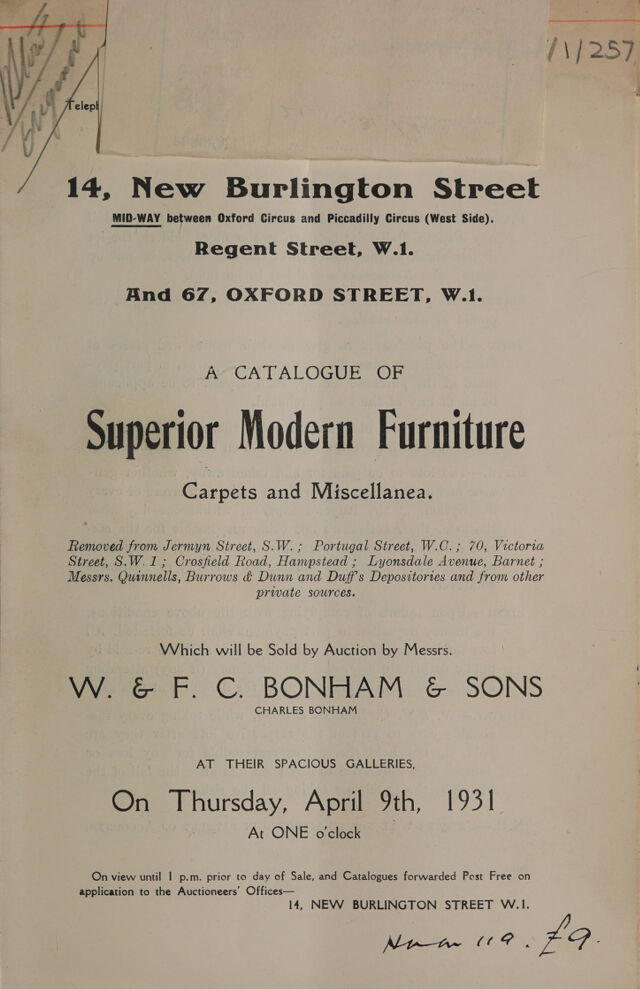 /1/257
Telepl
14, New Burlington Street
MID-WAY between Oxford Circus and Piccadilly Circus (West Side).
Regent Street, W.1.
And 67, OXFORD STREET, W.1.
A CATALOGUE OF
Superior Modern Furniture
Carpets and Miscellanea.
Removed from Jermyn Street, S.W. ; Portugal Street, W.C. ; 70, Victoria
Street, S.W. 1 ; Crosfield Road, Hampstead ; Lyonsdale Avenue, Barnet ;
Messrs. Quinnells, Burrows & Dunn and Duff's Depositories and from other
private sources.
Which will be Sold by Auction by Messrs.
W. & F. C. BONHAM & SONS
CHARLES BONHAM
AT THEIR SPACIOUS GALLERIES,
On Thursday, April 9th, 1931
At ONE o'clock
On view until 1 p.m. prior to day of Sale, and Catalogues forwarded Post Free on
application to the Auctioneers' Offices—
14, NEW BURLINGTON STREET W.1.
119. £9.